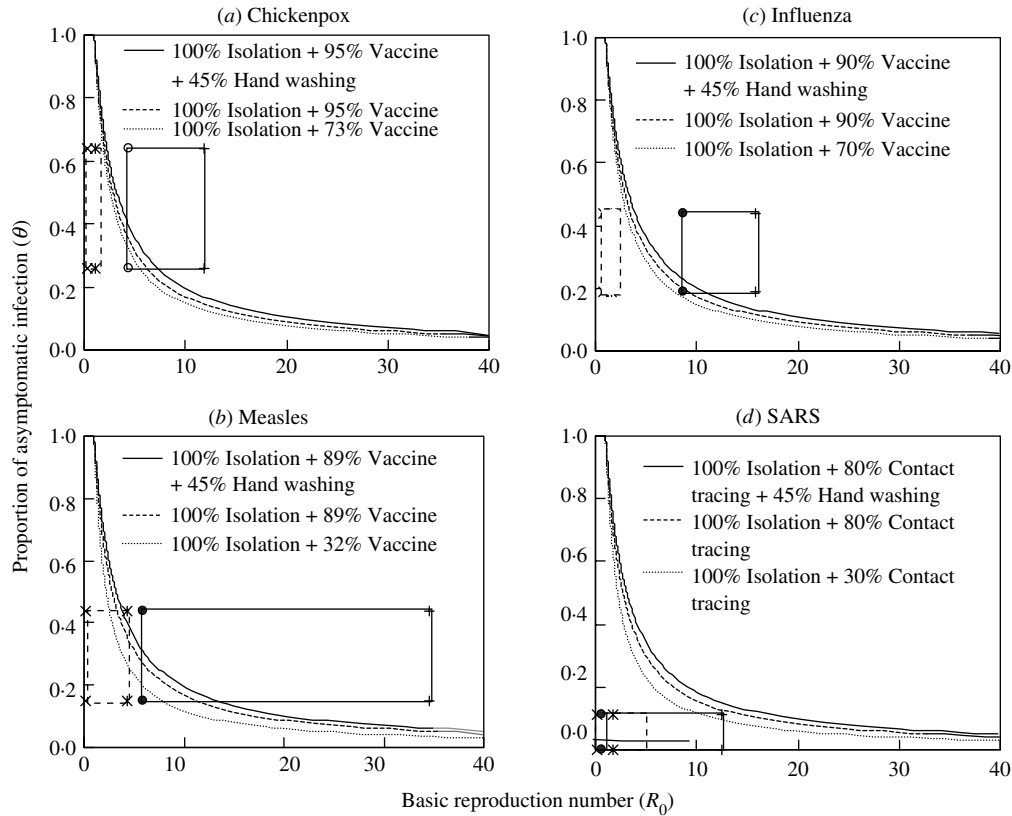 (a) Chickenpox
1·0
100% Isolation + 95% Vaccine
+ 45% Hand washing
0.8
100% Isolation + 95% Vaccine
100% Isolation + 73% Vaccine
0.6
0.4
0.2
0·0
0
10
20
30
40
(c) Influenza
1·0
100% Isolation + 90% Vaccine
+ 45% Hand washing
0.8
100% Isolation + 90% Vaccine
100% Isolation + 70% Vaccine
0.6
0.4
0.2
0·0
0
10
20
30
40
Proportion of asymptomatic infection (θ)
(b) Measles
1·0
100% Isolation + 89% Vaccine
+ 45% Hand washing
0.8
100% Isolation + 89% Vaccine
100% Isolation + 32% Vaccine
0.6
0.4
0.2
0.0
0
10
20
30
40
(d) SARS
1·0
100% Isolation + 80% Contact
tracing + 45% Hand washing
0.8
100% Isolation + 80% Contact
tracing
0.6
100% Isolation + 30% Contact
tracing
0.4
0.2
0.0
0
10
20
30
40
Basic reproduction number (R0)